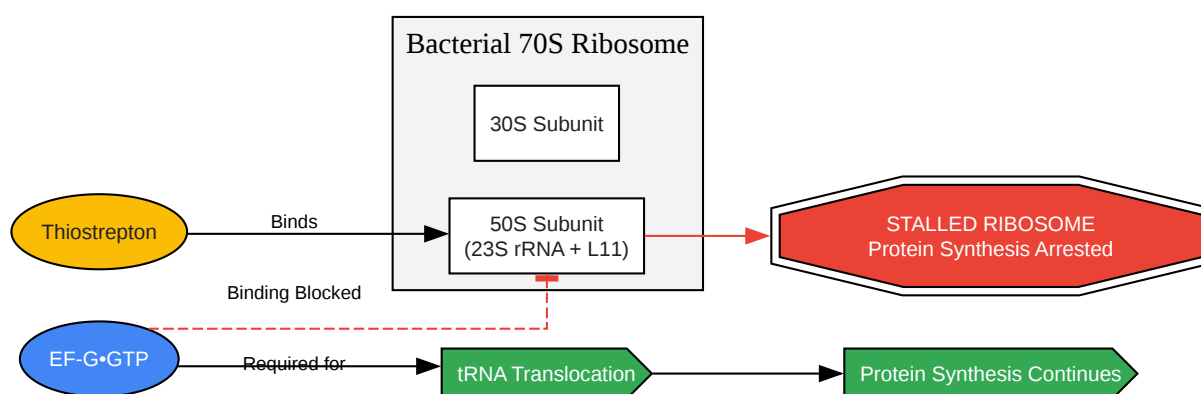 Bacterial 70S Ribosome
30S Subunit
Thiostrepton
Binds
50S Subunit
(23S rRNA + L11)
STALLED RIBOSOME
Protein Synthesis Arrested
Binding Blocked
EF-G•GTP
Required for
tRNA Translocation
Protein Synthesis Continues